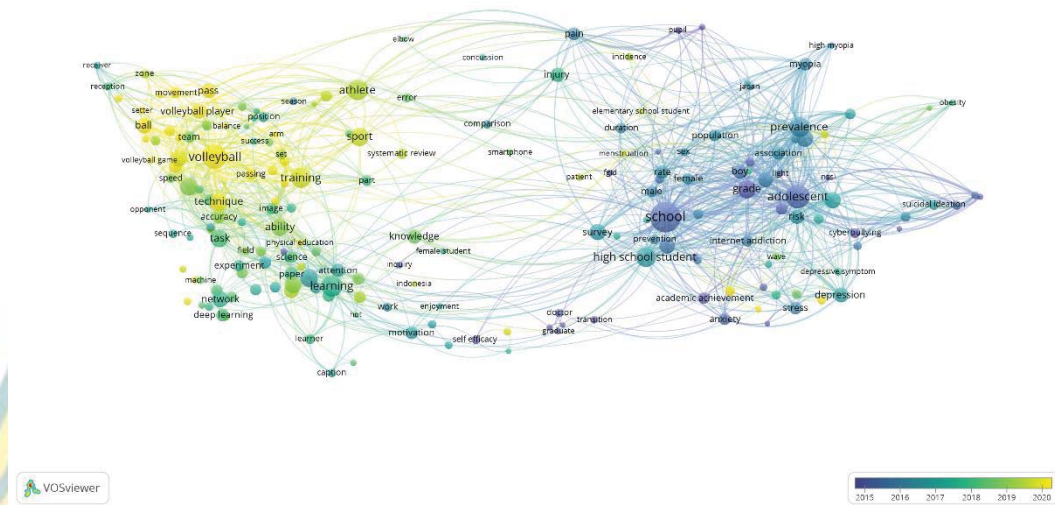 pain
pupil
elbow
concussion
incidence
high myopia
myopia
receiver
zone
reception
movement
pass
injury
japan
athlete
error
season
setter
volleyball player
position
elementary school student
obesity
ball
balance
arm
comparison
duration
population
prevalence
team
success
sport
volleyball game
volleyball
set
systematic review
smartphone
menstruation
sex
association
passing
training
patient
rate
female
boy
light
speed
part
male
grade
adolescent
technique
image
opponent
accuracy
school
risk
suicidal ideation
sequence
task
ability
knowledge
survey
prevention
internet addiction
cyberbullying
physical education
field
science
female student
high school student
wave
experiment
paper
attention
inquiry
machine
learning
indonesia
depressive symptom
network
academic achievement
depression
deep learning
work
enjoyment
doctor
transition
anxiety
stress
learner
motivation
self efficacy
graduate
caption
VOSviewer
2015 2016 2017 2018 2019 2020